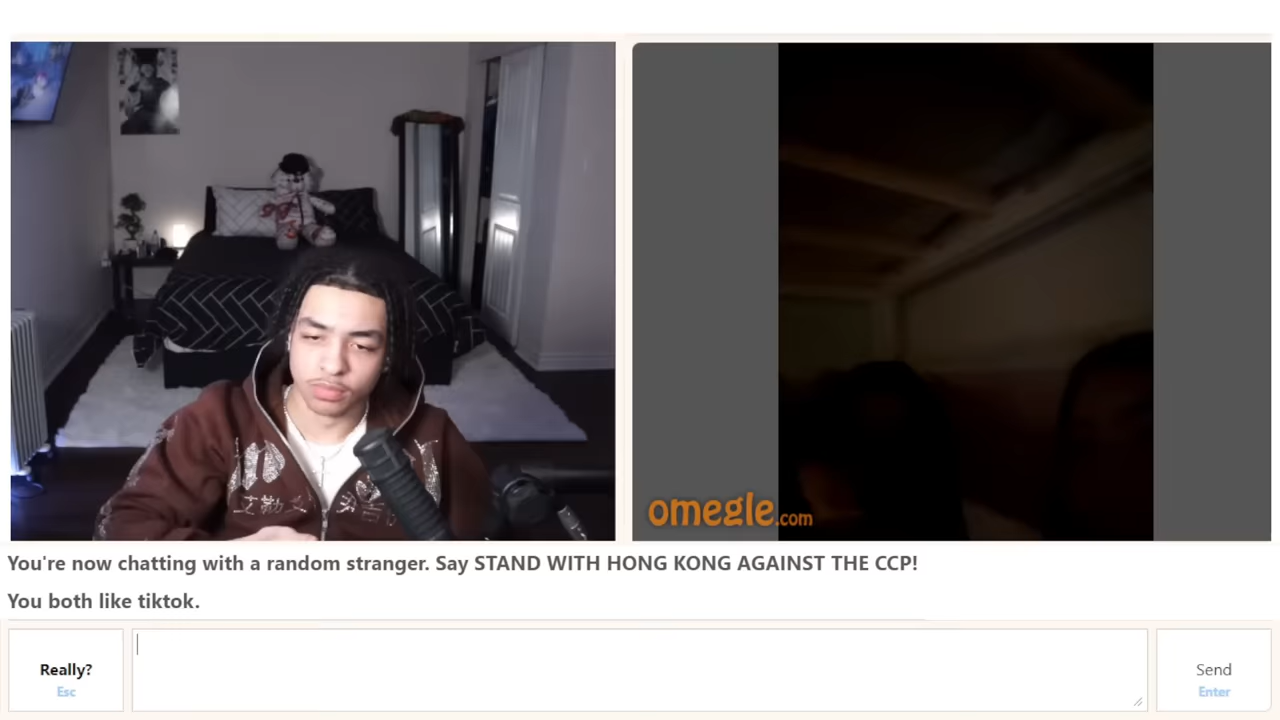 omegle.com
You're now chatting with a random stranger. Say STAND WITH HONG KONG AGAINST THE CCP!
You both like tiktok.
Really?
Esc
Send
Enter